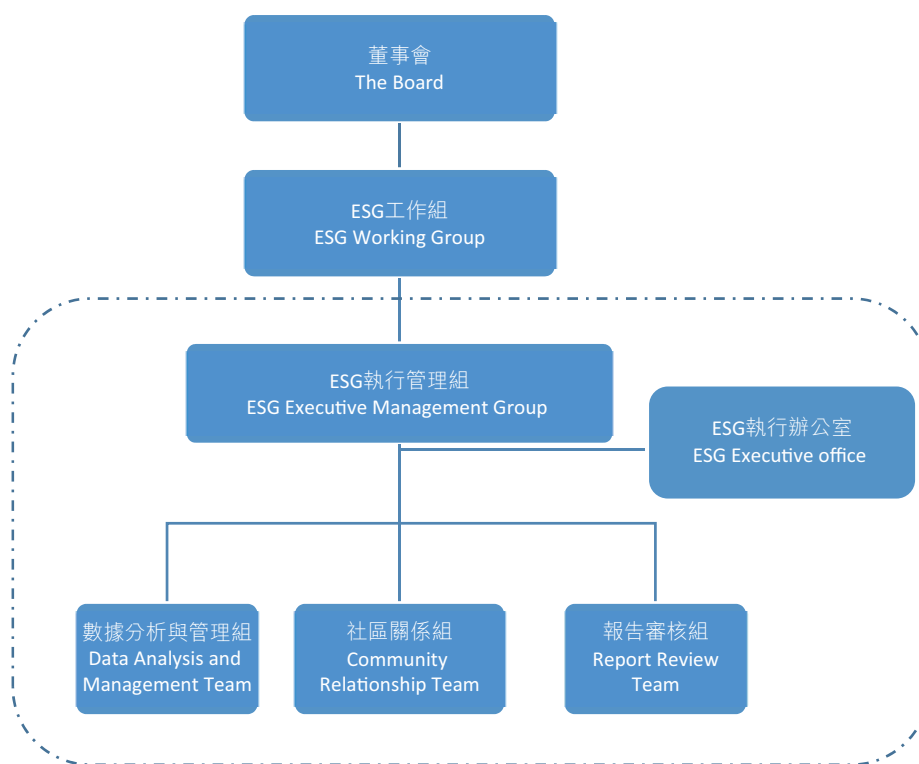 董事會
The Board
ESG工作組
ESG Working Group
ESG執行管理組
ESG Executive Management Group
ESG執行辦公室
ESG Executive office
數據分析與管理組
Data Analysis and
Management Team
社區關係組
Community
Relationship Team
報告審核組
Report Review
Team